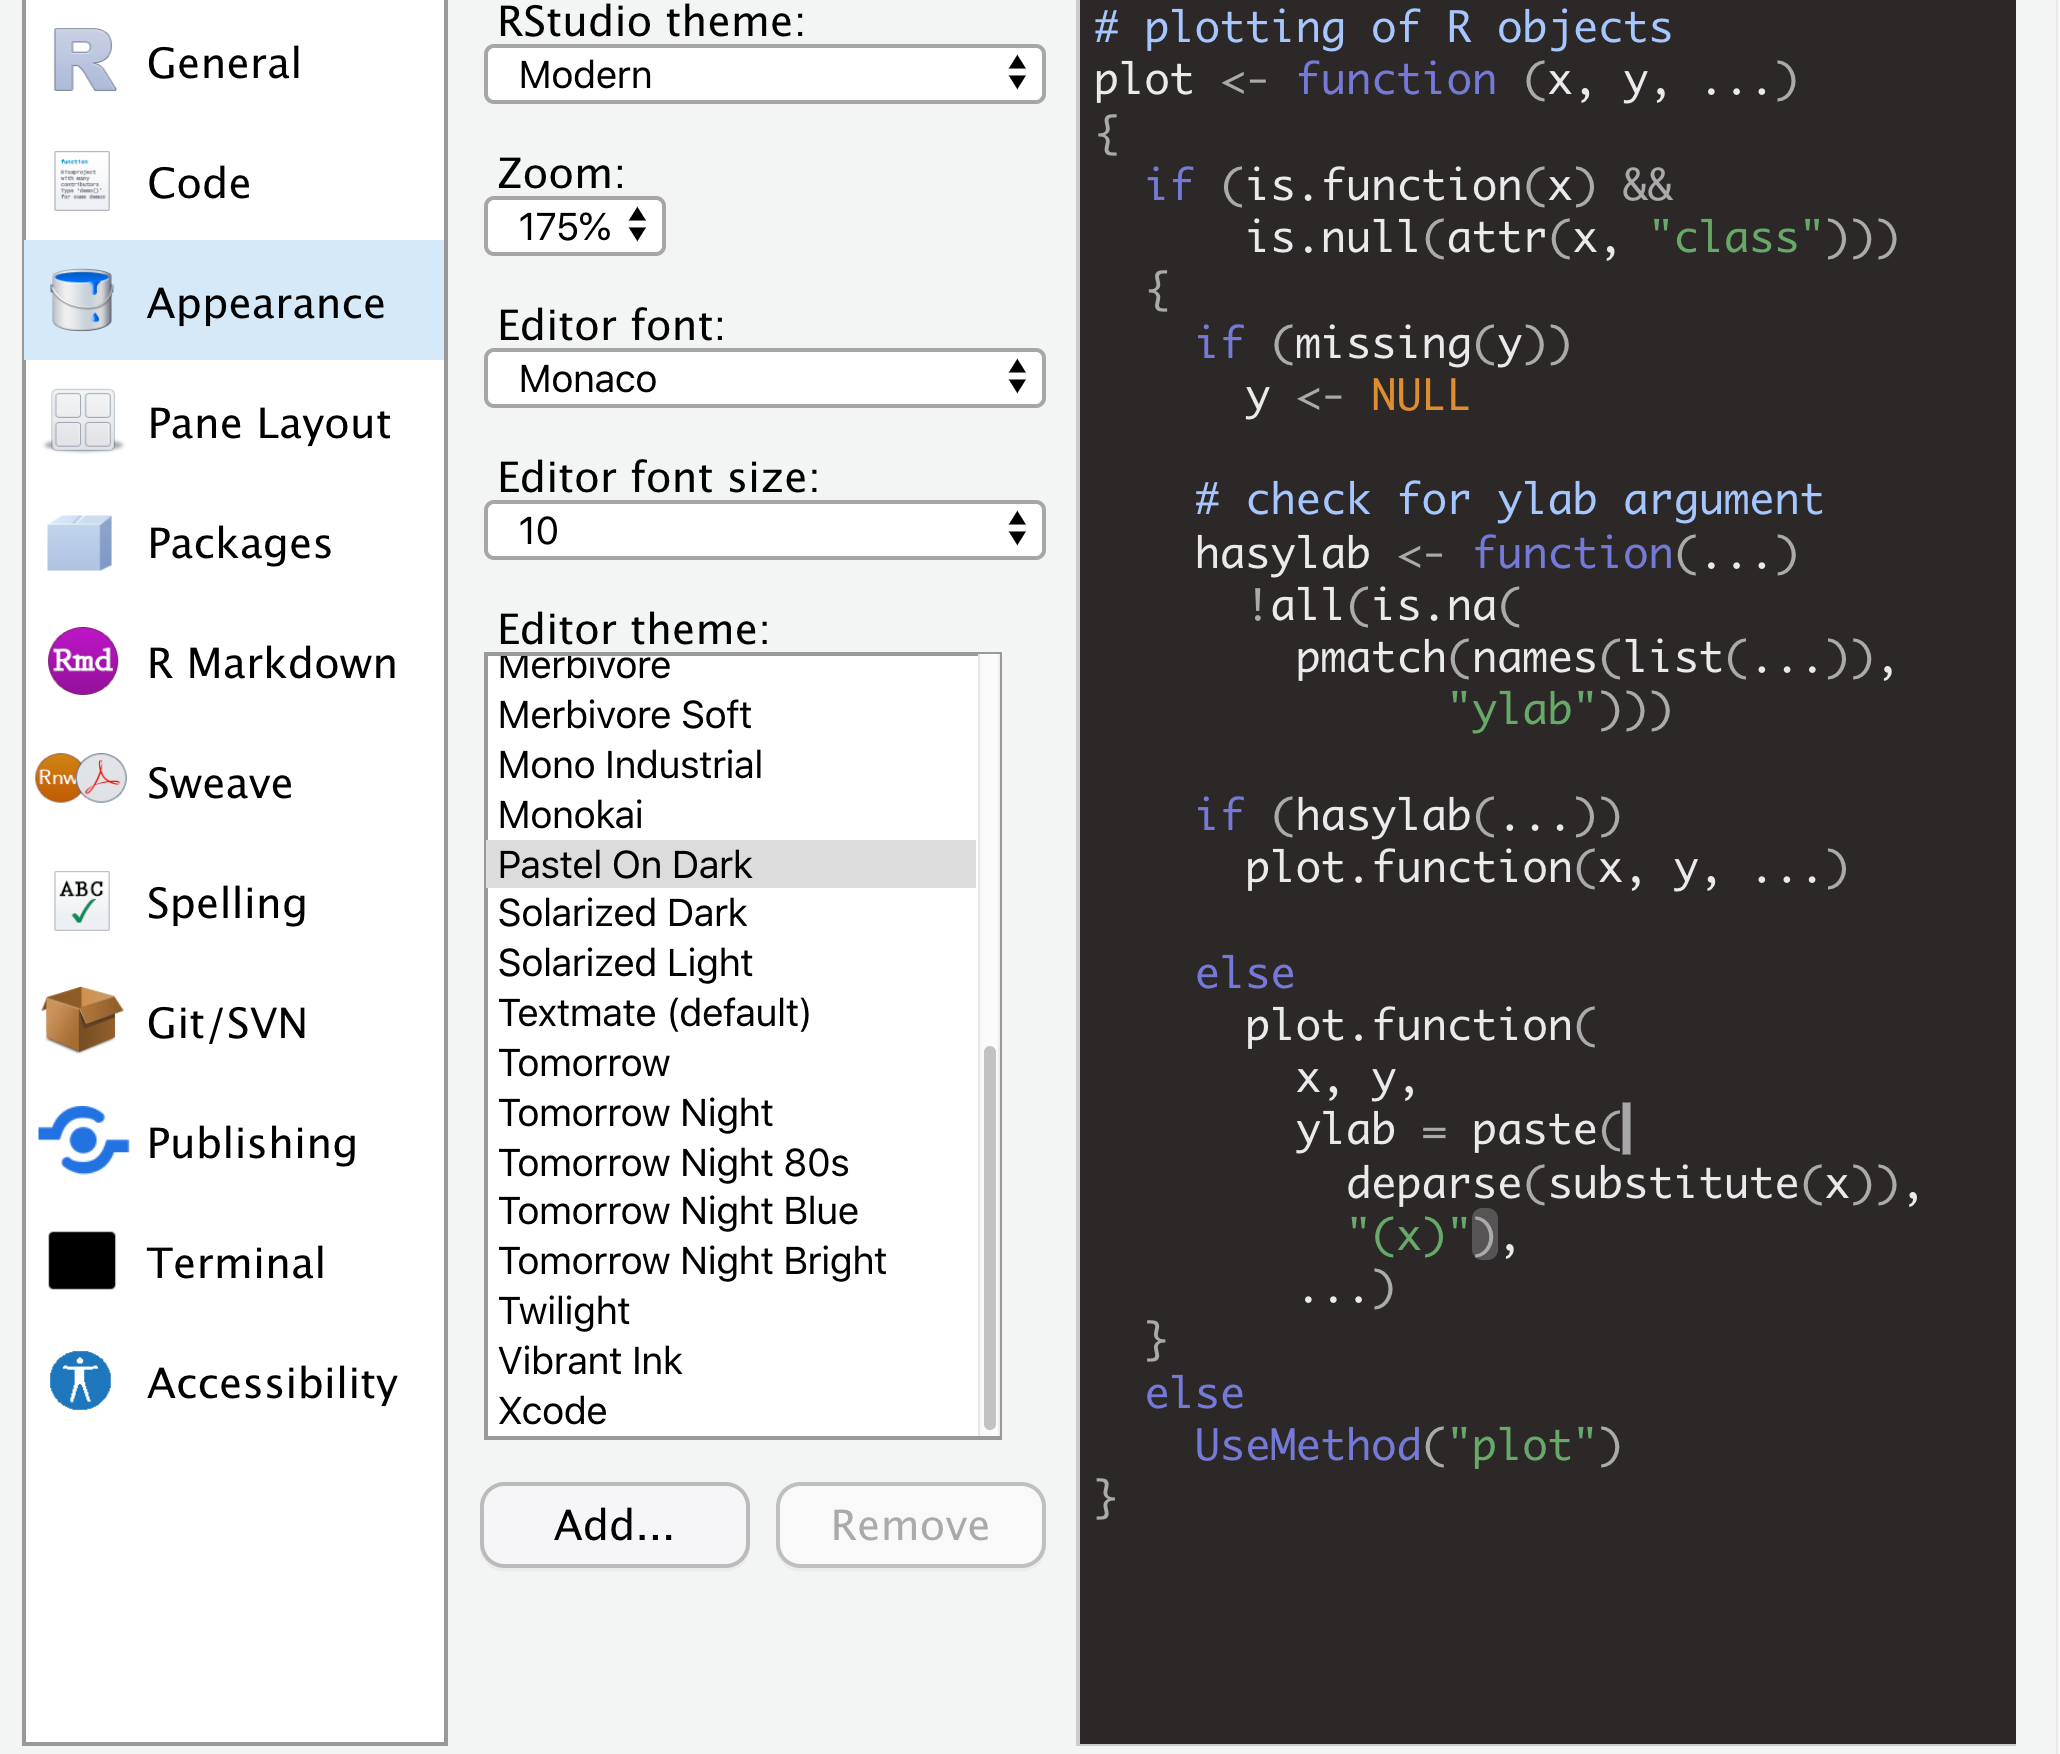 General
Code
Appearance
Pane Layout
Packages
Rmd
R Markdown
Rnw
Sweave
ABC
Spelling
Git/SVN
Publishing
Terminal
Accessibility
RStudio theme:
Modern
Zoom:
175%
Editor font:
Monaco
Editor font size:
10
Editor theme:
Merbivore
Merbivore Soft
Mono Industrial
Monokai
Pastel On Dark
Solarized Dark
Solarized Light
Textmate (default)
Tomorrow
Tomorrow Night
Tomorrow Night 80s
Tomorrow Night Blue
Tomorrow Night Bright
Twilight
Vibrant Ink
Xcode
Add...
Remove
# plotting of R objects
plot <- function (x, y, ...)
{
  if (is.function(x) &&
      is.null(attr(x, "class")))
  {
    if (missing(y))
      y <- NULL

    # check for ylab argument
    hasylab <- function(...)
      !all(is.na(
        pmatch(names(list(...)),
              "ylab")))

    if (hasylab(...))
      plot.function(x, y, ...)

    else
      plot.function(
        x, y,
        ylab = paste(
          deparse(substitute(x)),
          "(x)"),
        ...)
  }
  else
    UseMethod("plot")
}